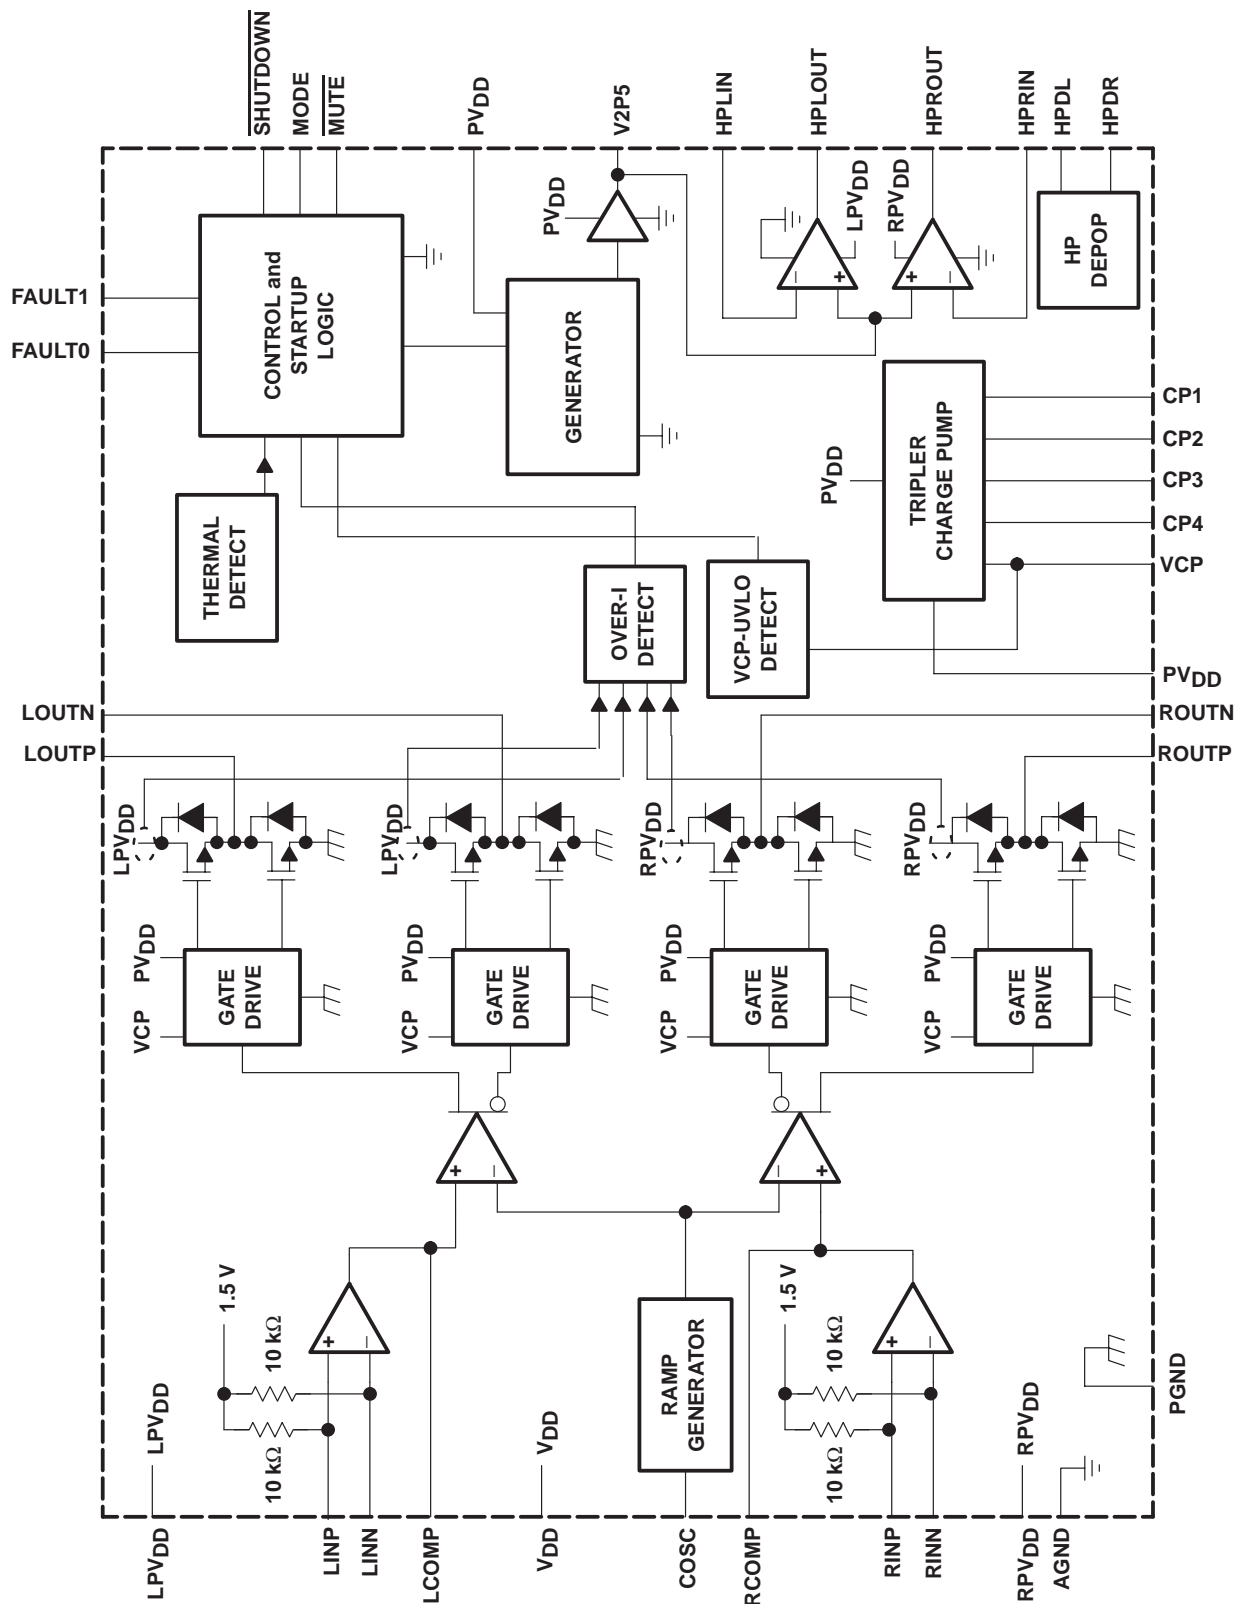 SHUTDOWN
MODE
MUTE
PVDD
V2P5
HPLIN
HPLOUT
HPROUT
HPRIN
HPDL
HPDR
FAULT1
FAULT0
CONTROL and
STARTUP
LOGIC
PVDD
GENERATOR
LPVDD
RPVDD
HP
DEPOP
THERMAL
DETECT
OVER-I
DETECT
VCP-UVLO
DETECT
PVDD
TRIPLER
CHARGE PUMP
CP1
CP2
CP3
CP4
VCP
PVDD
LOUTN
LOUTP
ROUTN
ROUTP
LPVDD
LPVDD
RPVDD
RPVDD
VCP
PVDD
GATE
DRIVE
VCP
PVDD
GATE
DRIVE
VCP
PVDD
GATE
DRIVE
VCP
PVDD
GATE
DRIVE
+
–
–
+
1.5 V
10 kΩ
10 kΩ
+
–
RAMP
GENERATOR
1.5 V
10 kΩ
10 kΩ
+
–
–
+
+
–
LPVDD
VDD
RPVDD
PGND
LPVDD
LINP
LINN
LCOMP
VDD
COSC
RCOMP
RINP
RINN
RPVDD
AGND